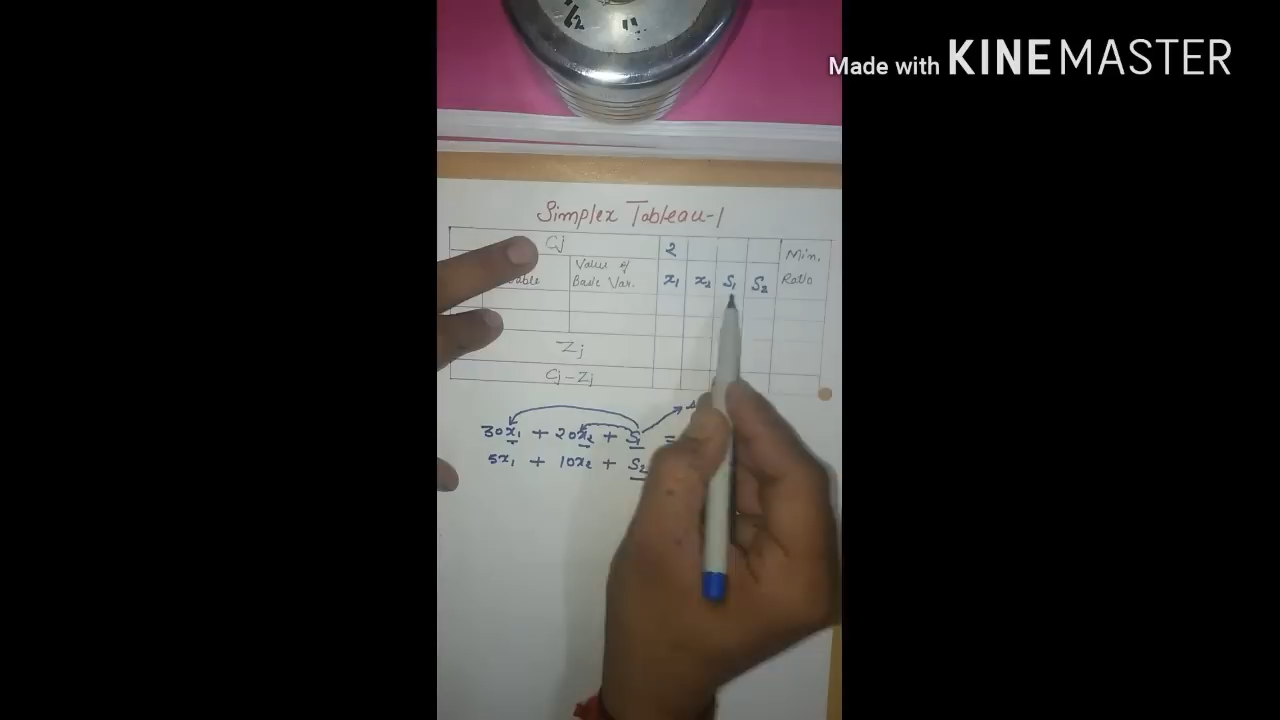 Made with KINEMASTER
Simplex Tableau-1
Cj 2
Value of Min.
Basic Var. x₁ x₂ S₁ S₂ Ratio
Zj
Cj - Zj
30x₁ + 20x₂ + S₁ =
5x₁ + 10x₂ + S₂